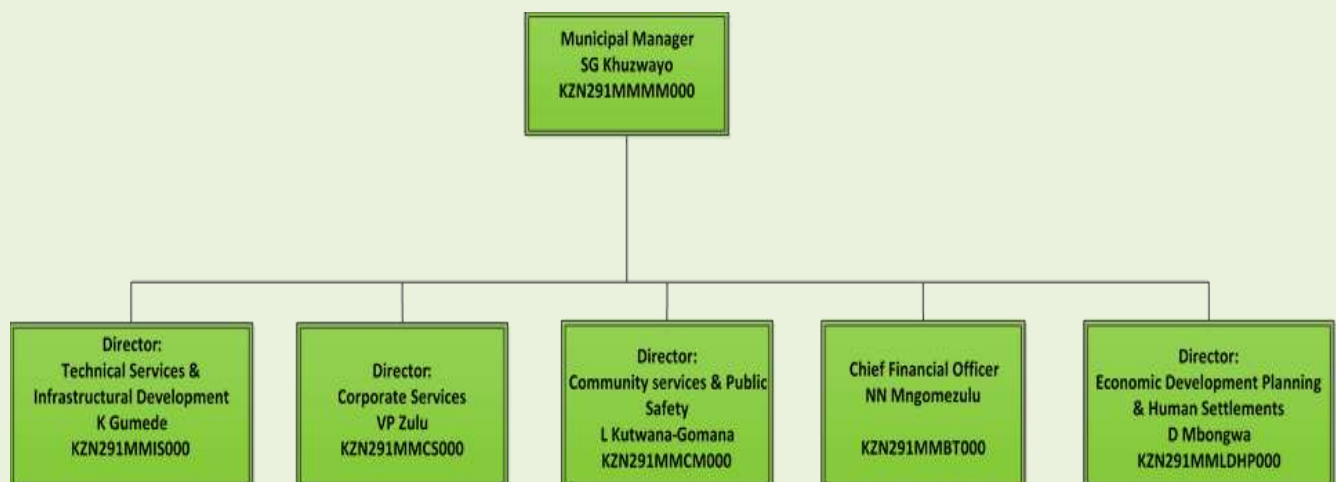 Municipal Manager
SG Khuzwayo
KZN291MMMM000
Director:
Technical Services &
Infrastructural Development
K Gumede
KZN291MMIS000
Director:
Corporate Services
VP Zulu
KZN291MMCS000
Director:
Community services & Public
Safety
L Kutwana-Gomana
KZN291MMCM000
Chief Financial Officer
NN Mngomezulu
KZN291MMBT000
Director:
Economic Development Planning
& Human Settlements
D Mbongwa
KZN291MMLDHP000